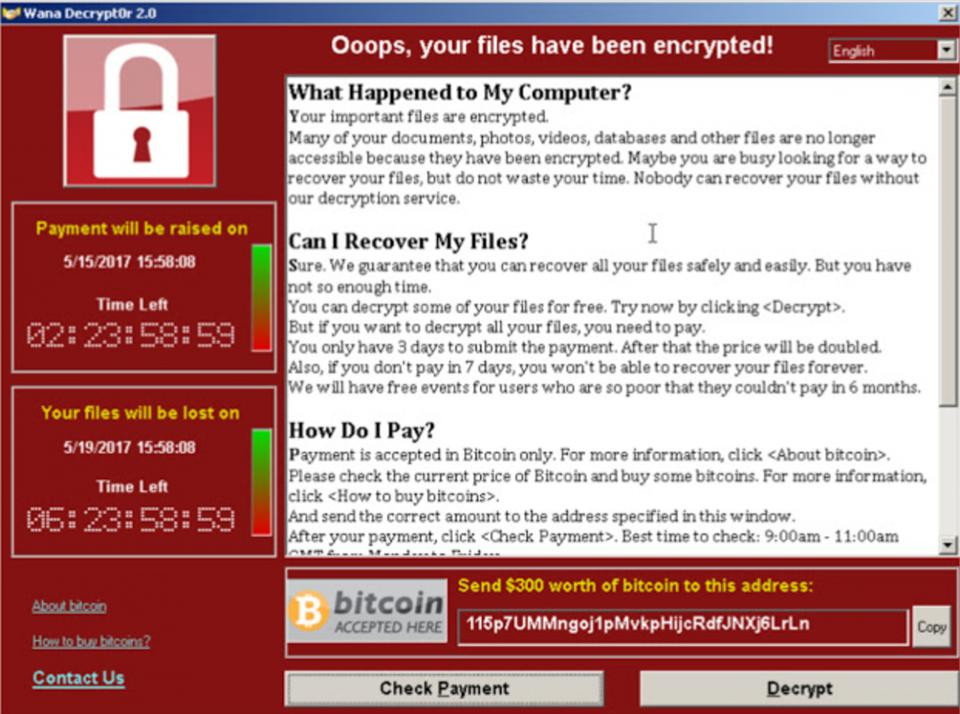 Wana Decrypt0r 2.0
Ooops, your files have been encrypted!
English
What Happened to My Computer?
Your important files are encrypted.
Many of your documents, photos, videos, databases and other files are no longer
accessible because they have been encrypted. Maybe you are busy looking for a way to
recover your files, but do not waste your time. Nobody can recover your files without
our decryption service.
Can I Recover My Files?
Sure. We guarantee that you can recover all your files safely and easily. But you have
not so enough time.
You can decrypt some of your files for free. Try now by clicking <Decrypt>.
But if you want to decrypt all your files, you need to pay.
You only have 3 days to submit the payment. After that the price will be doubled.
Also, if you don't pay in 7 days, you won't be able to recover your files forever.
We will have free events for users who are so poor that they couldn't pay in 6 months.
How Do I Pay?
Payment is accepted in Bitcoin only. For more information, click <About bitcoin>.
Please check the current price of Bitcoin and buy some bitcoins. For more information,
click <How to buy bitcoins>.
And send the correct amount to the address specified in this window.
After your payment, click <Check Payment>. Best time to check: 9:00am - 11:00am
GMT from Monday to Friday.
Payment will be raised on
5/15/2017 15:58:08
Time Left
02:23:58:59
Your files will be lost on
5/19/2017 15:58:08
Time Left
06:23:58:59
About bitcoin
How to buy bitcoins?
Contact Us
bitcoin
ACCEPTED HERE
Send $300 worth of bitcoin to this address:
115p7UMMngoj1pMvkpHijcRdfJNXj6LrLn
Copy
Check Payment
Decrypt